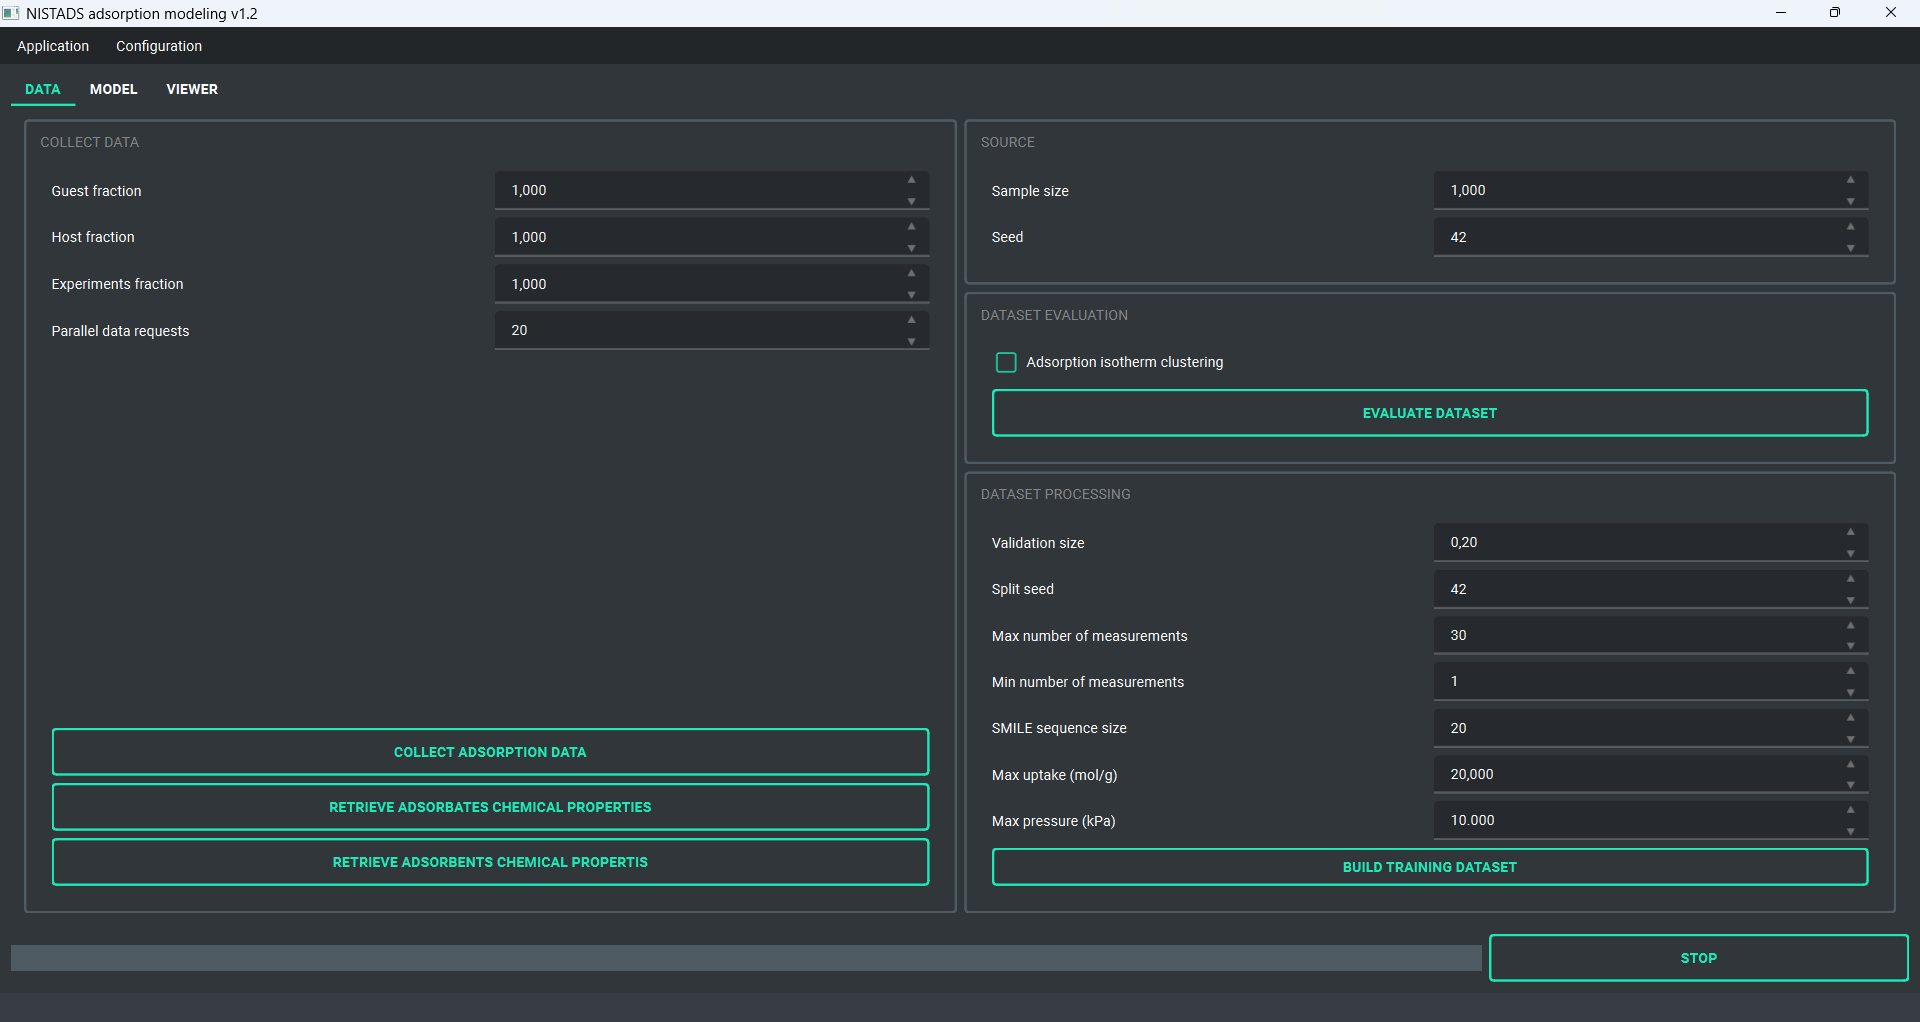 NISTADS adsorption modeling v1.2
Application Configuration
DATA MODEL VIEWER
COLLECT DATA
Guest fraction 1,000
Host fraction 1,000
Experiments fraction 1,000
Parallel data requests 20
COLLECT ADSORPTION DATA
RETRIEVE ADSORBATES CHEMICAL PROPERTIES
RETRIEVE ADSORBENTS CHEMICAL PROPERTIS
SOURCE
Sample size 1,000
Seed 42
DATASET EVALUATION
Adsorption isotherm clustering
EVALUATE DATASET
DATASET PROCESSING
Validation size 0,20
Split seed 42
Max number of measurements 30
Min number of measurements 1
SMILE sequence size 20
Max uptake (mol/g) 20,000
Max pressure (kPa) 10.000
BUILD TRAINING DATASET
STOP